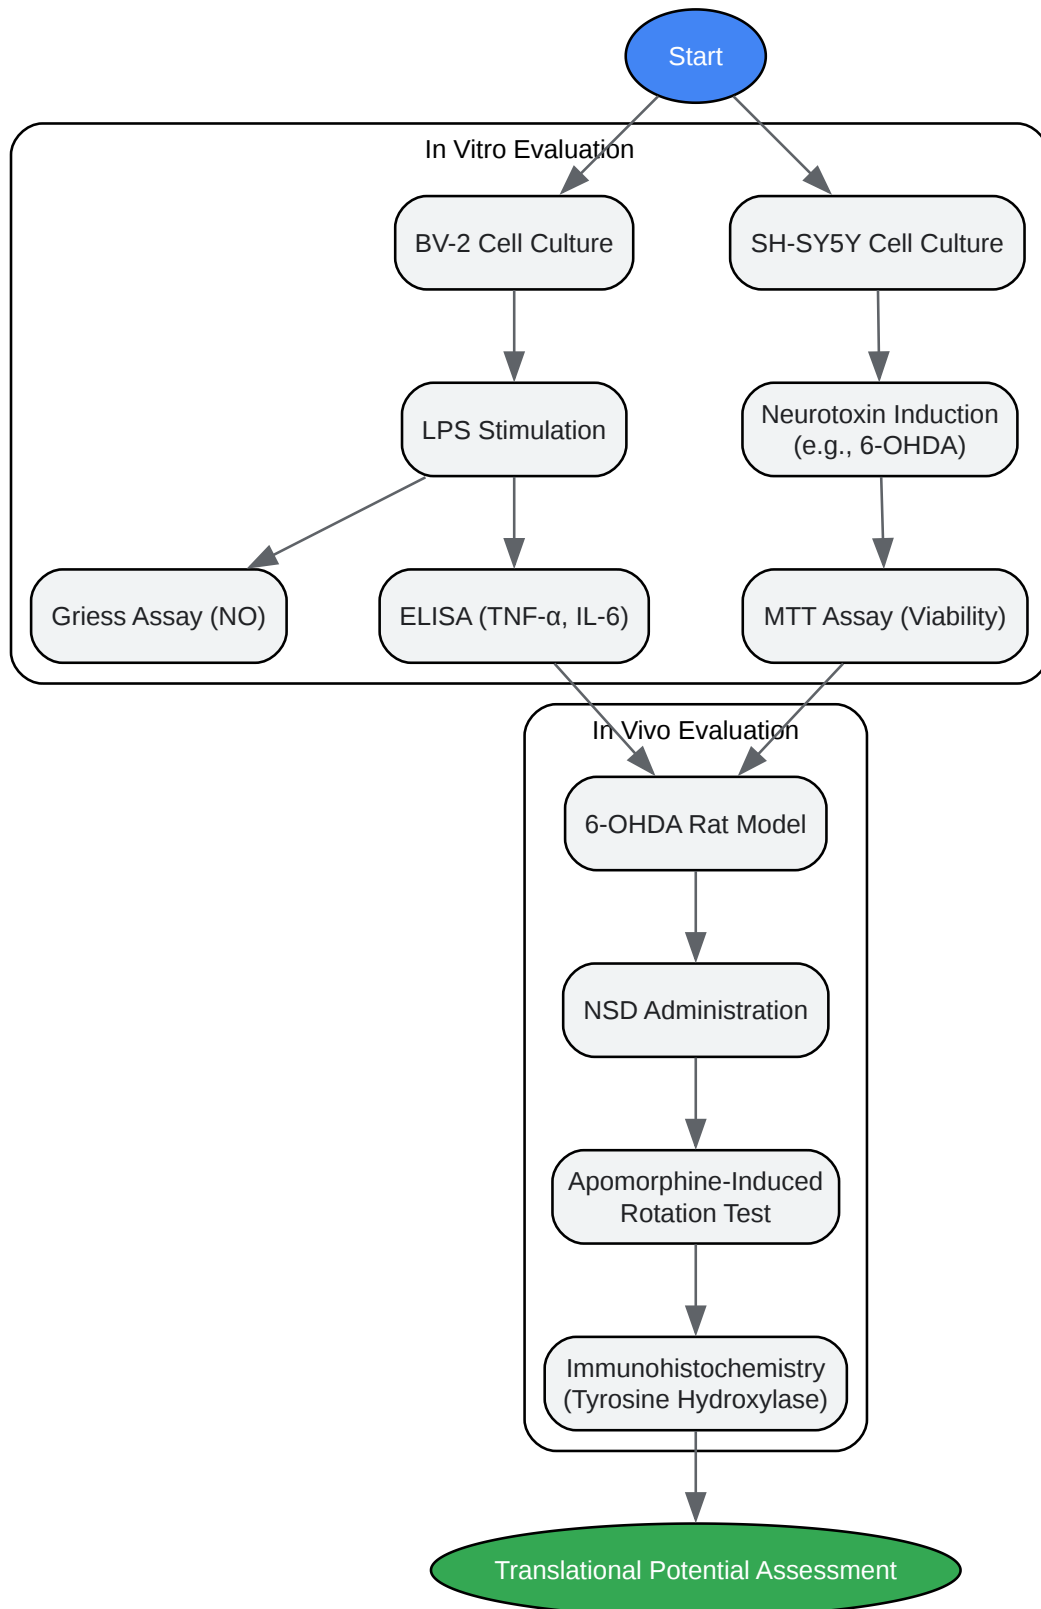 Start
In Vitro Evaluation
BV-2 Cell Culture
SH-SY5Y Cell Culture
LPS Stimulation
Neurotoxin Induction
(e.g., 6-OHDA)
Griess Assay (NO)
ELISA (TNF-α, IL-6)
MTT Assay (Viability)
In Vivo Evaluation
6-OHDA Rat Model
NSD Administration
Apomorphine-Induced
Rotation Test
Immunohistochemistry
(Tyrosine Hydroxylase)
Translational Potential Assessment